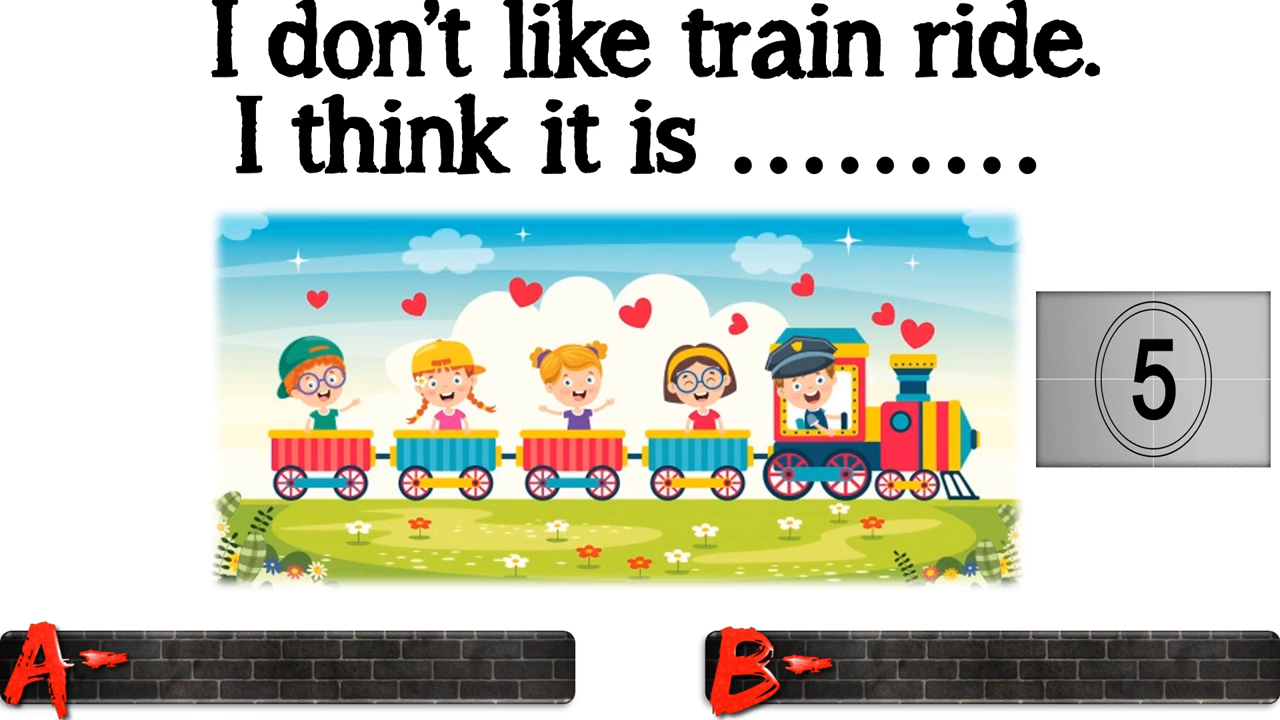 I don't like train ride.
I think it is .........
5
A-
B-